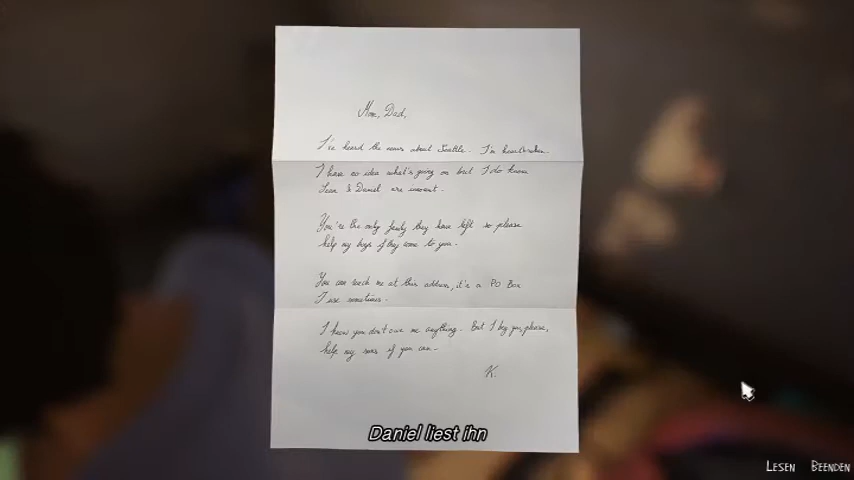 Mom, Dad,
I've heard the news about Seattle. I'm heartbroken.
I have no idea what's going on but I do know
Sean & Daniel are innocent.
You're the only family they have left so please
help my boys if they come to you.
You can reach me at this address, it's a PO Box
I use sometimes.
I know you don't owe me anything. But I beg you, please,
help my sons if you can.
K.
Daniel liest ihn
LESEN BEENDEN